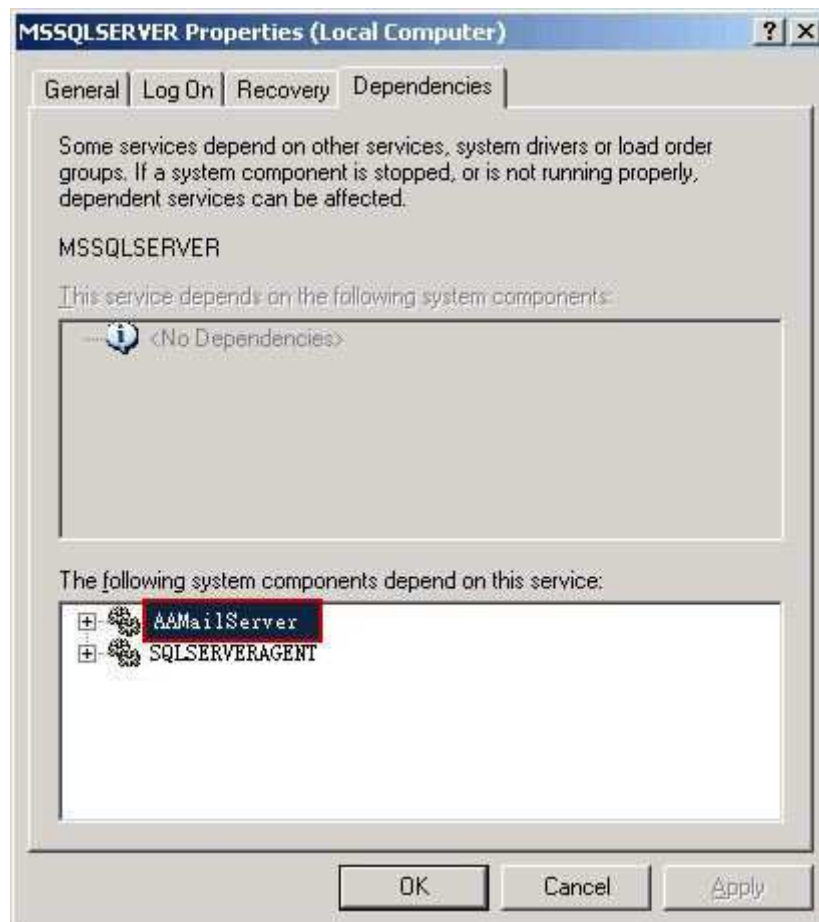 MSSQLSERVER Properties (Local Computer)
General Log On Recovery Dependencies
Some services depend on other services, system drivers or load order
groups. If a system component is stopped, or is not running properly,
dependent services can be affected.
MSSQLSERVER
This service depends on the following system components:
<No Dependencies>
The following system components depend on this service:
AAMailServer
SQLSERVERAGENT
OK Cancel Apply